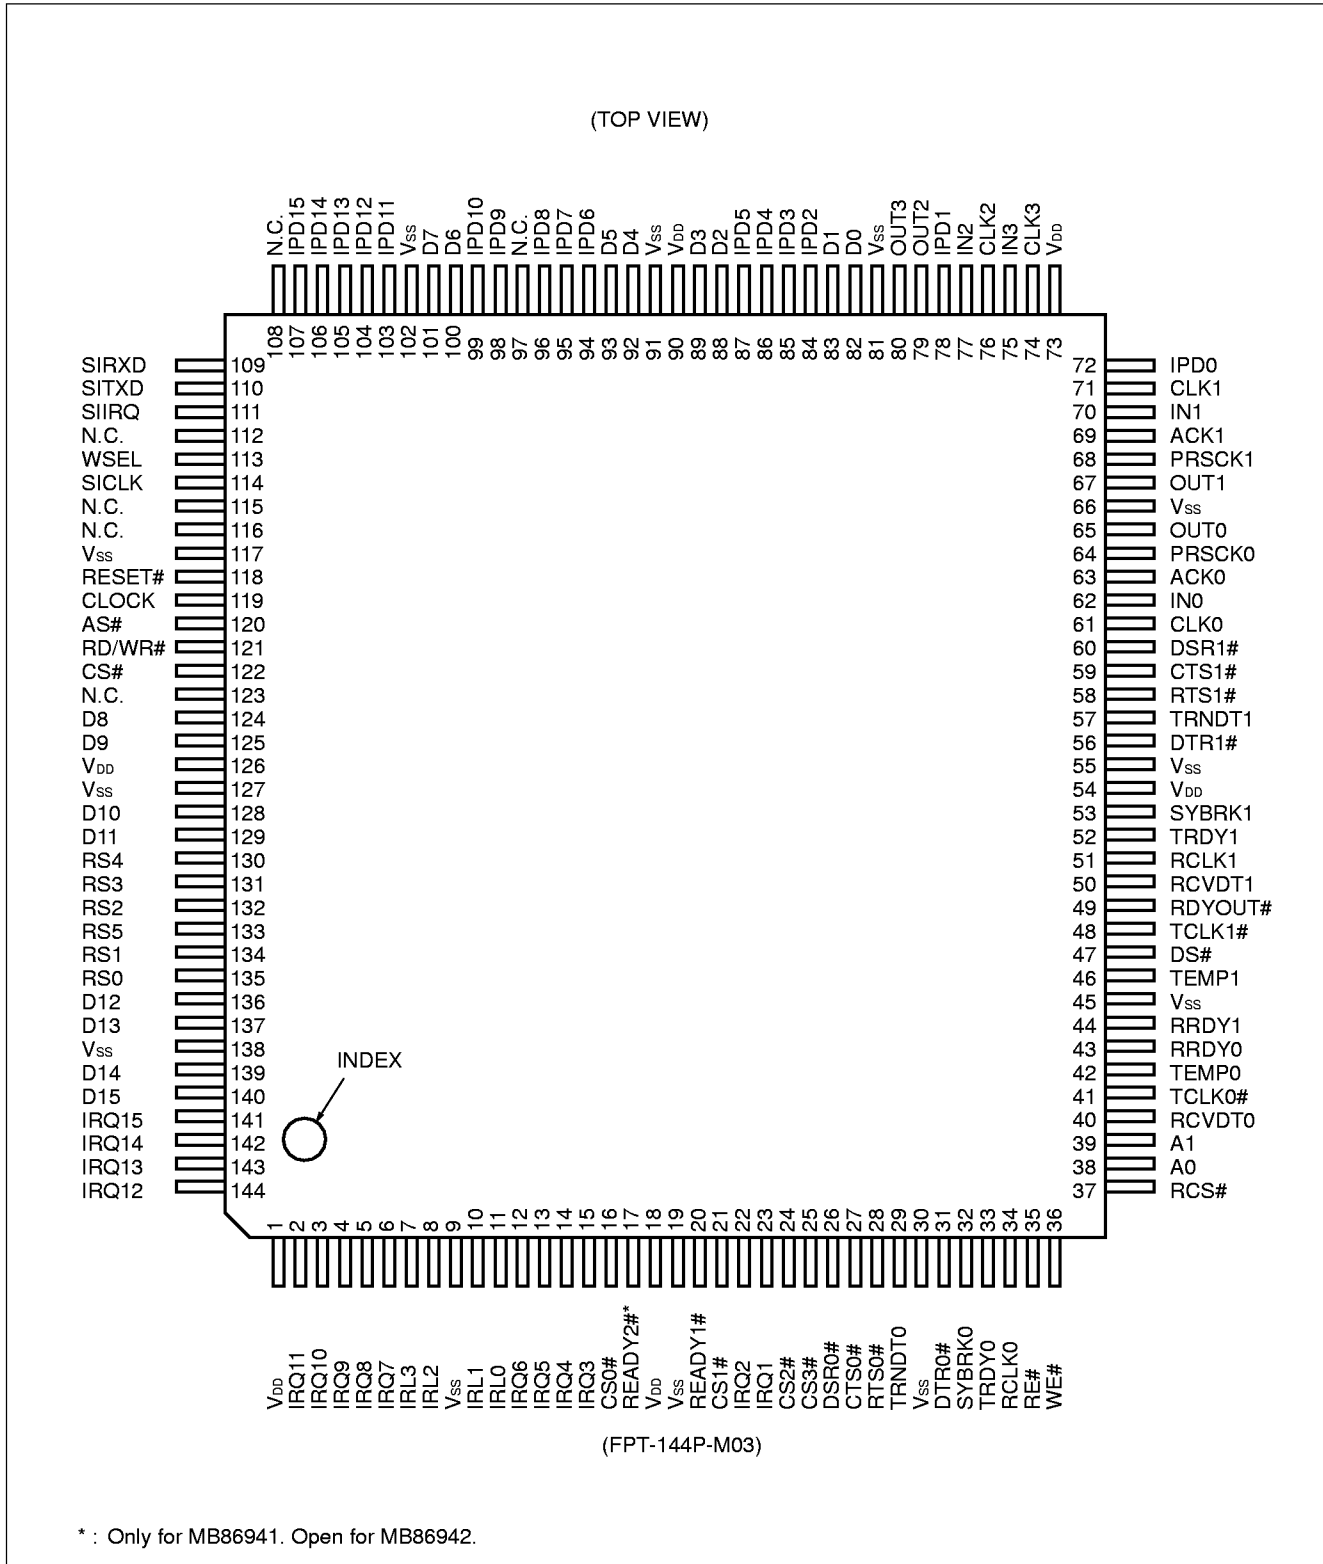 (TOP VIEW)
N.C. IPD15 IPD14 IPD13 IPD12 IPD11 VSS D7 D6 IPD10 IPD9 N.C. IPD8 IPD7 IPD6 D5 D4 VSS VDD D3 D2 IPD5 IPD4 IPD3 IPD2 D1 D0 VSS OUT3 OUT2 IPD1 IN2 CLK2 IN3 CLK3 VDD
108 107 106 105 104 103 102 101 100 99 98 97 96 95 94 93 92 91 90 89 88 87 86 85 84 83 82 81 80 79 78 77 76 75 74 73
SIRXD 109 72 IPD0
SITXD 110 71 CLK1
SIIRQ 111 70 IN1
N.C. 112 69 ACK1
WSEL 113 68 PRSCK1
SICLK 114 67 OUT1
N.C. 115 66 VSS
N.C. 116 65 OUT0
VSS 117 64 PRSCK0
RESET# 118 63 ACK0
CLOCK 119 62 IN0
AS# 120 61 CLK0
RD/WR# 121 60 DSR1#
CS# 122 59 CTS1#
N.C. 123 58 RTS1#
D8 124 57 TRNDT1
D9 125 56 DTR1#
VDD 126 55 VSS
VSS 127 54 VDD
D10 128 53 SYBRK1
D11 129 52 TRDY1
RS4 130 51 RCLK1
RS3 131 50 RCVDT1
RS2 132 49 RDYOUT#
RS5 133 48 TCLK1#
RS1 134 47 DS#
RS0 135 46 TEMP1
D12 136 45 VSS
D13 137 44 RRDY1
VSS 138 43 RRDY0
D14 139 INDEX 42 TEMP0
D15 140 41 TCLK0#
IRQ15 141 40 RCVDT0
IRQ14 142 39 A1
IRQ13 143 38 A0
IRQ12 144 37 RCS#
1 2 3 4 5 6 7 8 9 10 11 12 13 14 15 16 17 18 19 20 21 22 23 24 25 26 27 28 29 30 31 32 33 34 35 36
VDD IRQ11 IRQ10 IRQ9 IRQ8 IRQ7 IRL3 IRL2 VSS IRL1 IRL0 IRQ6 IRQ5 IRQ4 IRQ3 CS0# READY2#* VDD VSS READY1# CS1# IRQ2 IRQ1 CS2# CS3# DSR0# CTS0# RTS0# TRNDT0 VSS DTR0# SYBRK0 TRDY0 RCLK0 RE# WE#
(FPT-144P-M03)
* : Only for MB86941. Open for MB86942.